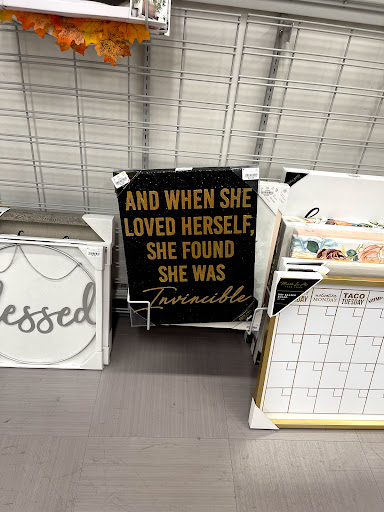 AND WHEN SHE
LOVED HERSELF,
SHE FOUND
SHE WAS
Invincible
lessed
MONDAY
TACO
TUESDAY